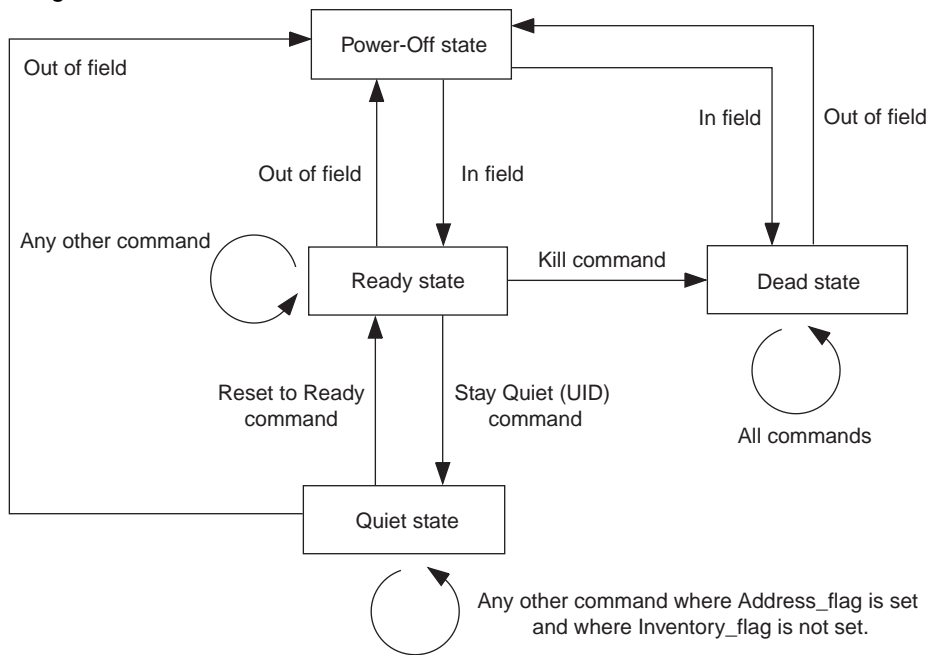 Power-Off state
Out of field
In field
Out of field
Out of field
In field
Any other command
Kill command
Ready state
Dead state
Reset to Ready
command
Stay Quiet (UID)
command
All commands
Quiet state
Any other command where Address_flag is set
and where Inventory_flag is not set.